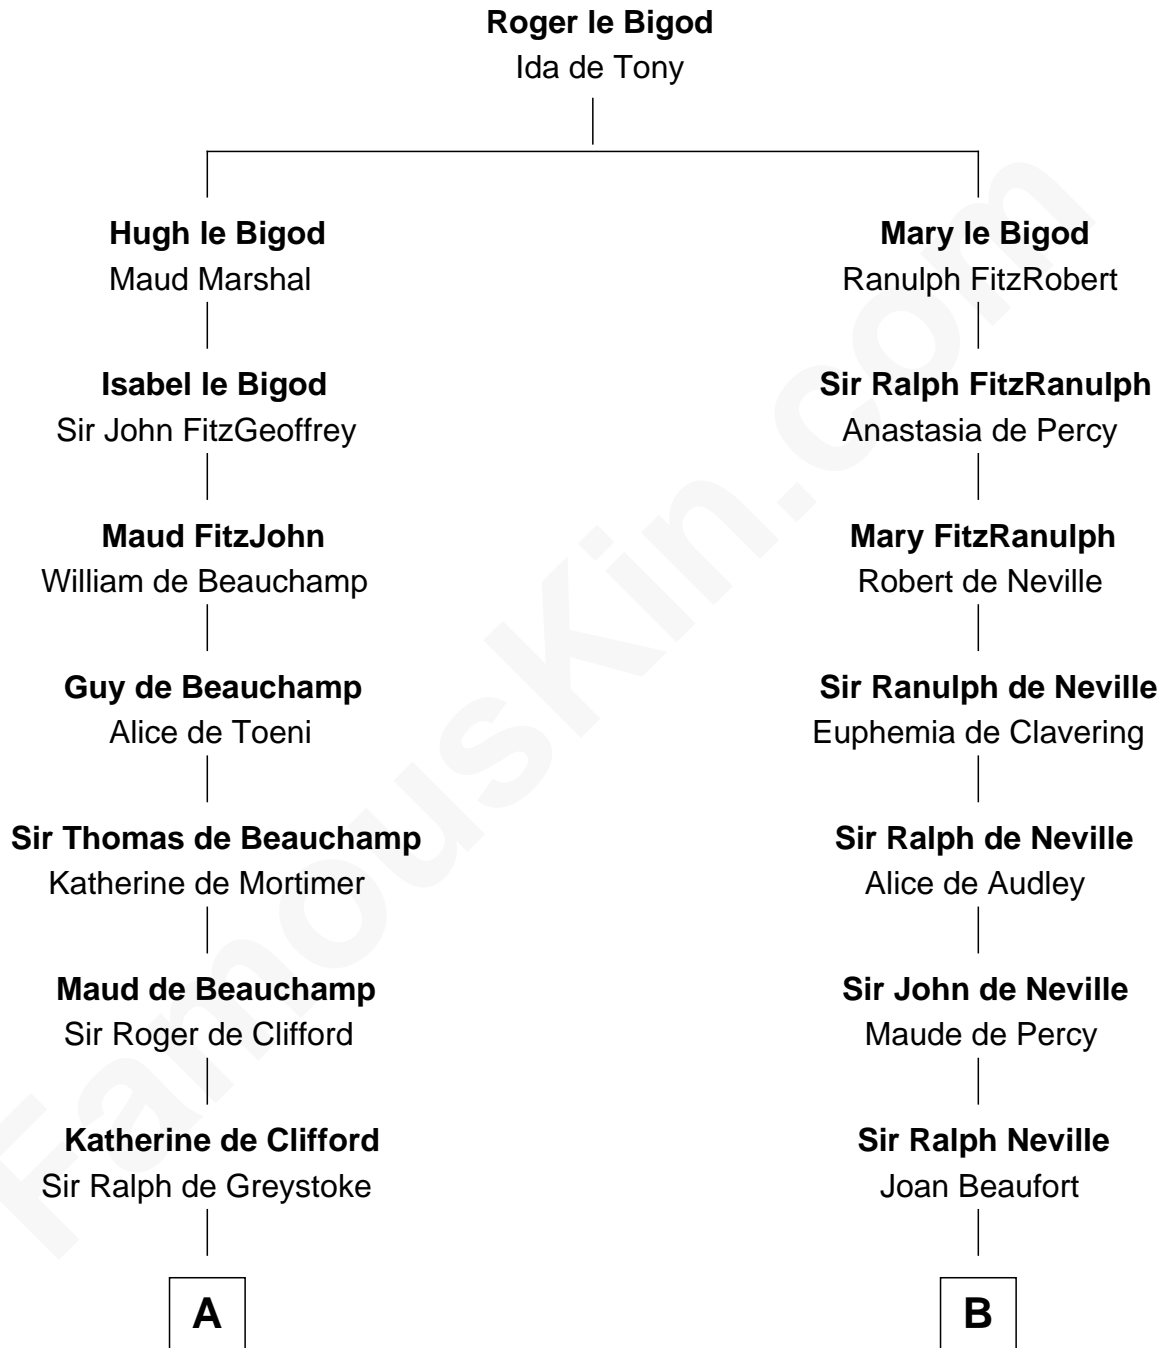 Roger le Bigod
Ida de Tony
Hugh le Bigod
Maud Marshal
Mary le Bigod
Ranulph FitzRobert
Isabel le Bigod
Sir John FitzGeoffrey
Sir Ralph FitzRanulph
Anastasia de Percy
Maud FitzJohn
William de Beauchamp
Mary FitzRanulph
Robert de Neville
Guy de Beauchamp
Alice de Toeni
Sir Ranulph de Neville
Euphemia de Clavering
Sir Thomas de Beauchamp
Katherine de Mortimer
Sir Ralph de Neville
Alice de Audley
Maud de Beauchamp
Sir Roger de Clifford
Sir John de Neville
Maude de Percy
Katherine de Clifford
Sir Ralph de Greystoke
Sir Ralph Neville
Joan Beaufort
A
B
FamousKin.com